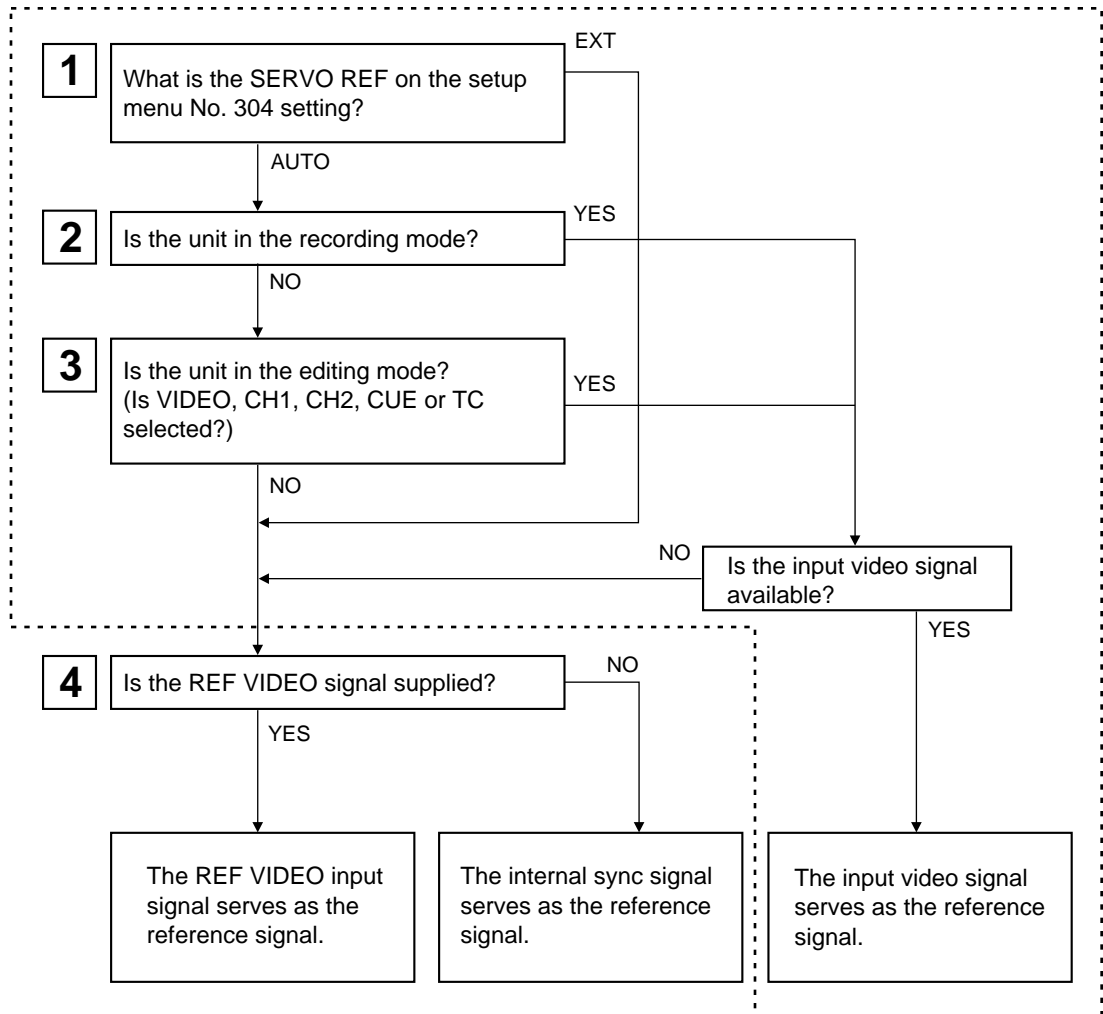 EXT
1
What is the SERVO REF on the setup
menu No. 304 setting?
AUTO
YES
2
Is the unit in the recording mode?
NO
3
Is the unit in the editing mode?
(Is VIDEO, CH1, CH2, CUE or TC
selected?)
YES
NO
NO
Is the input video signal
available?
YES
4
Is the REF VIDEO signal supplied?
NO
YES
The REF VIDEO input
signal serves as the
reference signal.
The internal sync signal
serves as the reference
signal.
The input video signal
serves as the reference
signal.